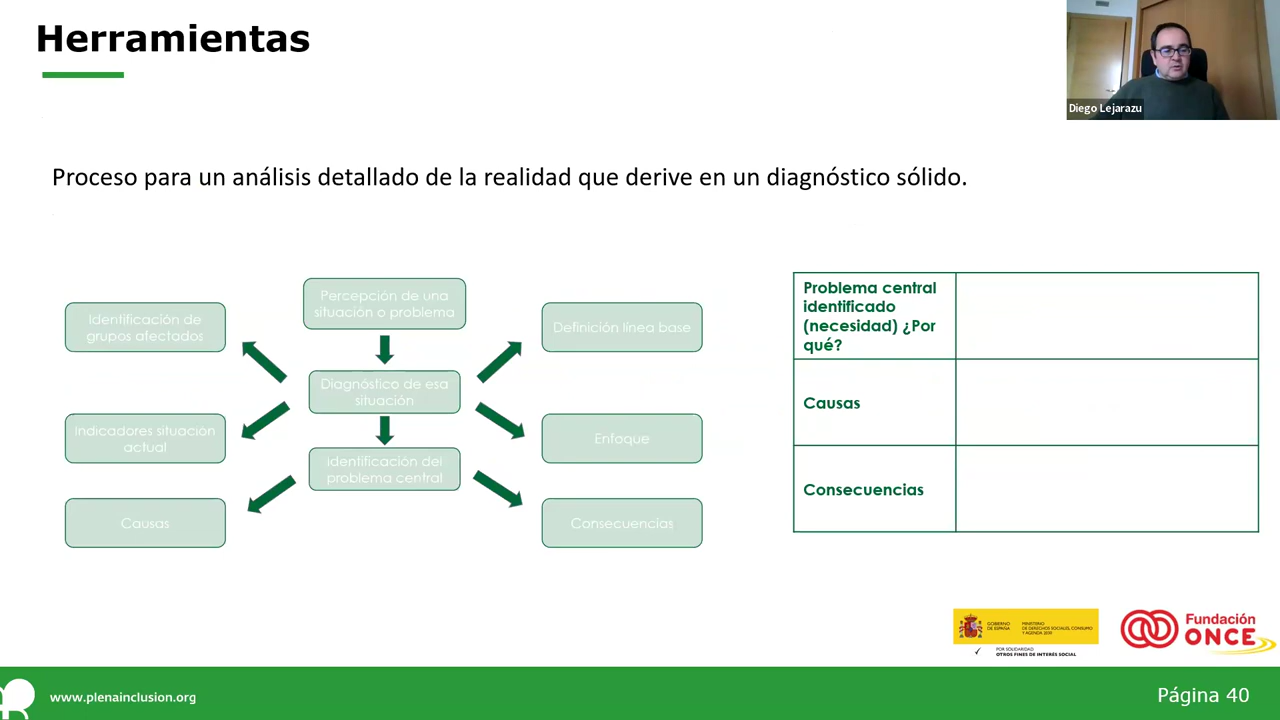 Herramientas
Diego Lejarazu
Proceso para un análisis detallado de la realidad que derive en un diagnóstico sólido.
Percepción de una
situación o problema
Identificación de
grupos afectados
Definición línea base
Diagnóstico de esa
situación
Indicadores situación
actual
Enfoque
Identificación del
problema central
Causas
Consecuencias
Problema central
identificado
(necesidad) ¿Por
qué?
Causas
Consecuencias
GOBIERNO
DE ESPAÑA
MINISTERIO
DE DERECHOS SOCIALES, CONSUMO
Y AGENDA 2030
POR SOLIDARIDAD
OTROS FINES DE INTERÉS SOCIAL
Fundación
ONCE
www.plenainclusion.org
Página 40